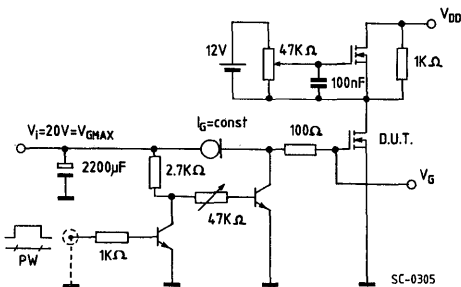 V_DD
12V
47KΩ
1KΩ
100nF
V_i=20V=V_GMAX
I_G=const
100Ω
D.U.T.
2200µF
2.7KΩ
V_G
47KΩ
1KΩ
PW
SC-0305